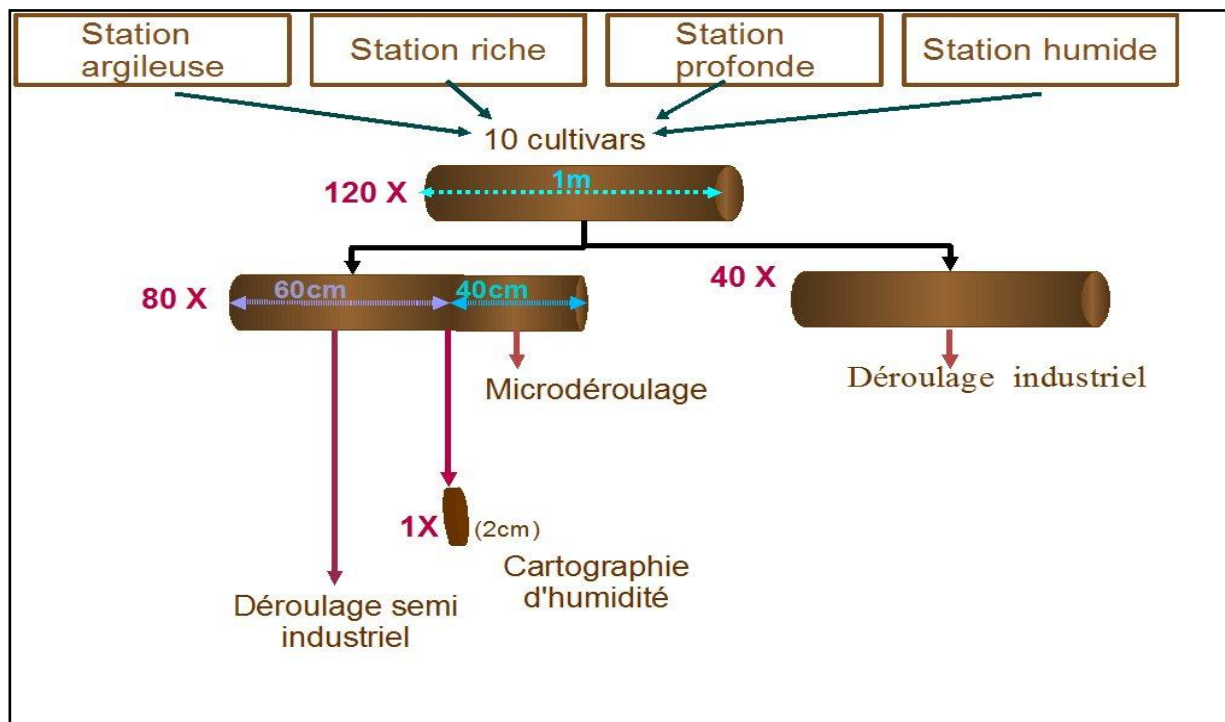 Station
argileuse
Station riche
Station
profonde
Station humide
10 cultivars
120 X
1m
80 X
60cm
40cm
40 X
Microdéroulage
Déroulage industriel
1X
(2cm)
Cartographie
d'humidité
Déroulage semi
industriel